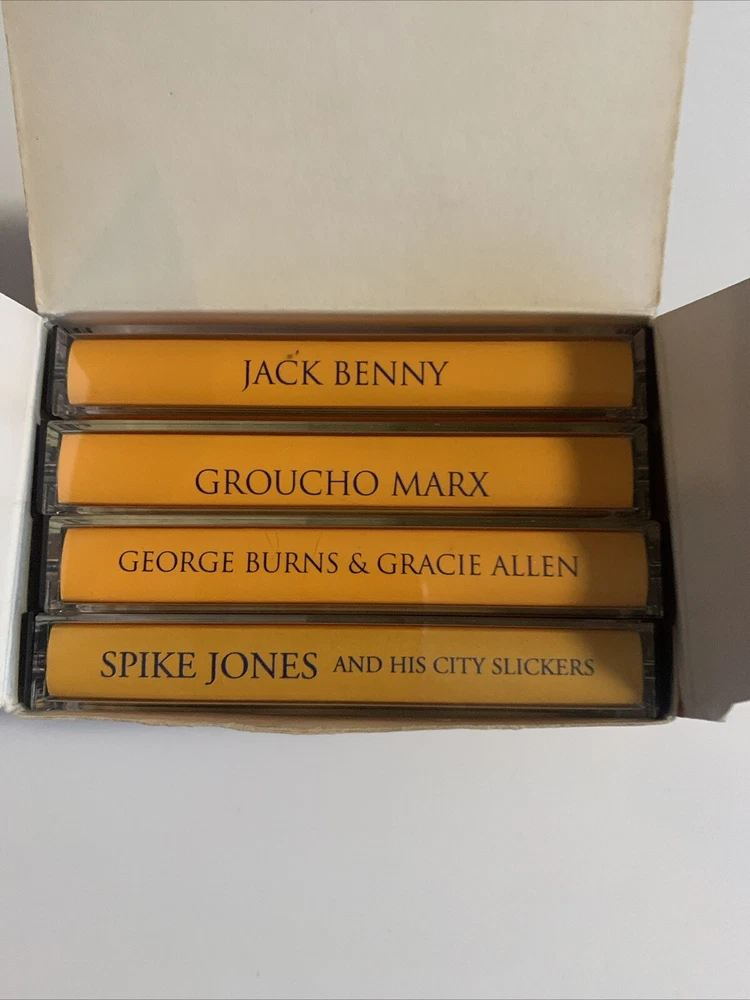 JACK BENNY
GROUCHO MARX
GEORGE BURNS & GRACIE ALLEN
SPIKE JONES AND HIS CITY SLICKERS